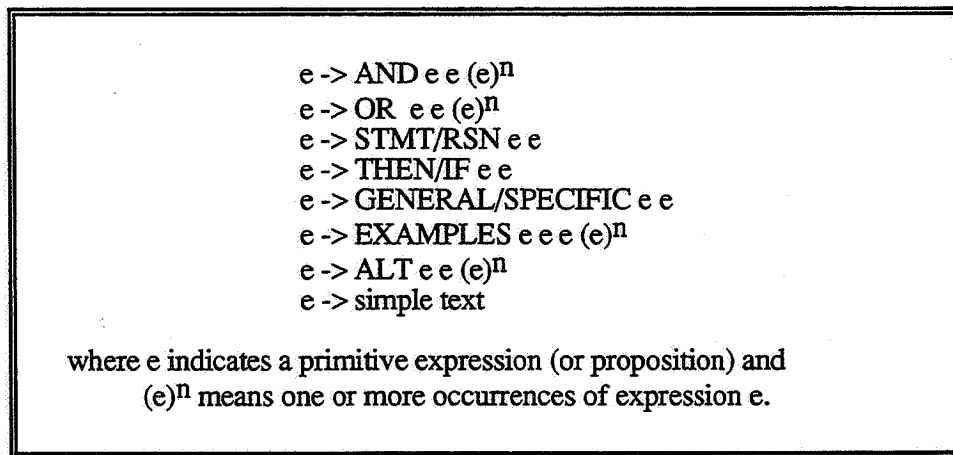 e -> AND e e (e)ⁿ
e -> OR e e (e)ⁿ
e -> STMT/RSN e e
e -> THEN/IF e e
e -> GENERAL/SPECIFIC e e
e -> EXAMPLES e e e (e)ⁿ
e -> ALT e e (e)ⁿ
e -> simple text
where e indicates a primitive expression (or proposition) and
(e)ⁿ means one or more occurrences of expression e.